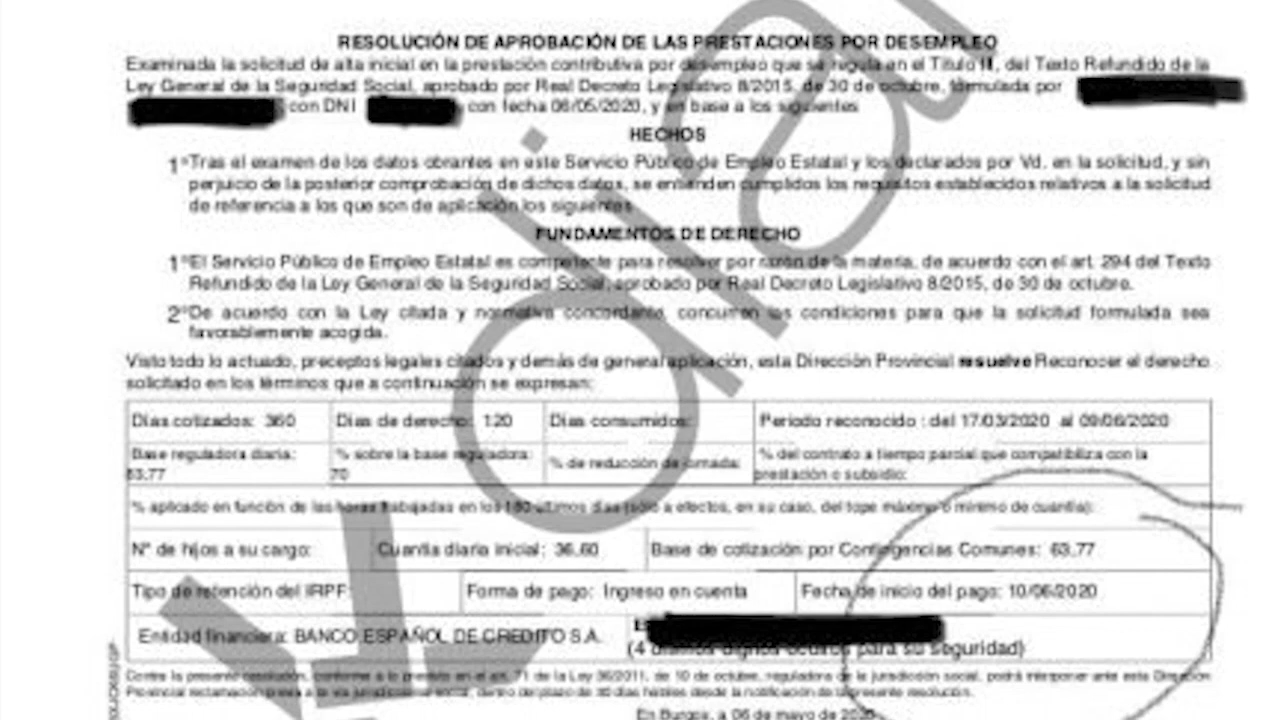 RESOLUCIÓN DE APROBACIÓN DE LAS PRESTACIONES POR DESEMPLEO
Examinada la solicitud de alta inicial en la prestación contributiva por desempleo que se regula en el Titulo III, del Texto Refundido de la
Ley General de la Seguridad Social, aprobado por Real Decreto Legislativo 8/2015, de 30 de octubre, formulada por
con DNI con fecha 06/05/2020, y en base a los siguientes
HECHOS
1º Tras el examen de los datos obrantes en este Servicio Público de Empleo Estatal y los declarados por Vd. en la solicitud, y sin
perjuicio de la posterior comprobación de dichos datos, se entienden cumplidos los requisitos establecidos relativos a la solicitud
de referencia a los que son de aplicación los siguientes
FUNDAMENTOS DE DERECHO
1º El Servicio Público de Empleo Estatal es competente para resolver por razón de la materia, de acuerdo con el art. 294 del Texto
Refundido de la Ley General de la Seguridad Social, aprobado por Real Decreto Legislativo 8/2015, de 30 de octubre.
2º De acuerdo con la Ley citada y normativa concordante, concurren las condiciones para que la solicitud formulada sea
favorablemente acogida.
Visto todo lo actuado, preceptos legales citados y demás de general aplicación, esta Dirección Provincial resuelve Reconocer el derecho
solicitado en los términos que a continuación se expresan:
Días cotizados: 360 Días de derecho: 120 Días consumidos: Periodo reconocido : del 17/03/2020 al 09/06/2020
Base reguladora diaria: % sobre la base reguladora: % de reducción de jornada: % del contrato a tiempo parcial que compatibiliza con la
63,77 70 prestación o subsidio:
% aplicado en función de las horas trabajadas en los 180 últimos días (sólo a efectos, en su caso, del tope máximo o mínimo de cuantía):
Nº de hijos a su cargo: Cuantía diaria inicial: 36,60 Base de cotización por Contingencias Comunes: 63,77
Tipo de retención del IRPF: Forma de pago: Ingreso en cuenta Fecha de inicio del pago: 10/06/2020
Entidad financiera: BANCO ESPAÑOL DE CREDITO S.A.
(4 últimos dígitos ocultos para su seguridad)
Contra la presente resolución, conforme a lo previsto en el art. 71 de la Ley 36/2011, de 10 de octubre, reguladora de la jurisdicción social, podrá interponer ante esta Dirección
Provincial reclamación previa a la vía jurisdiccional social, dentro del plazo de 30 días hábiles desde la notificación de la presente resolución.
En Burgos, a 06 de mayo de 2020